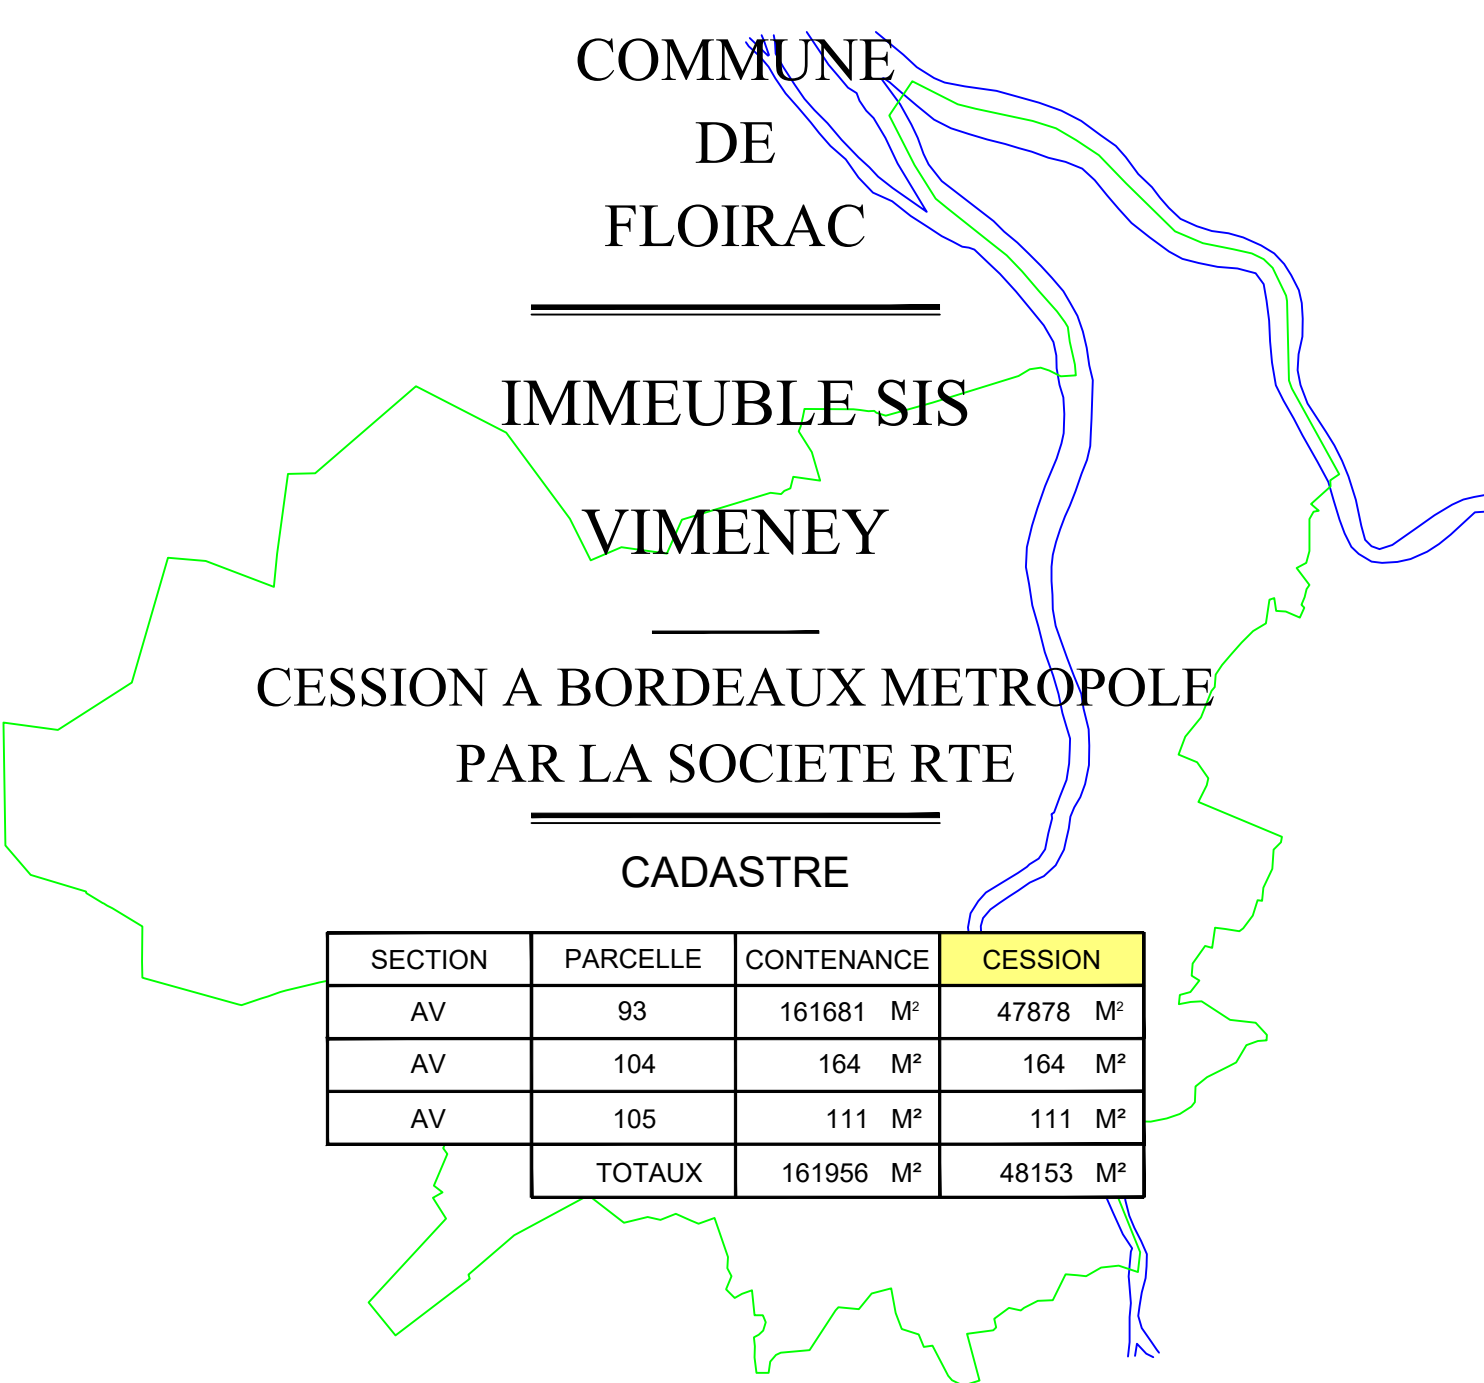 COMMUNE
DE
FLOIRAC
IMMEUBLE SIS
VIMENEY
CESSION A BORDEAUX METROPOLE
PAR LA SOCIETE RTE
CADASTRE
SECTION PARCELLE CONTENANCE CESSION
AV 93 161681 M² 47878 M²
AV 104 164 M² 164 M²
AV 105 111 M² 111 M²
TOTAUX 161956 M² 48153 M²